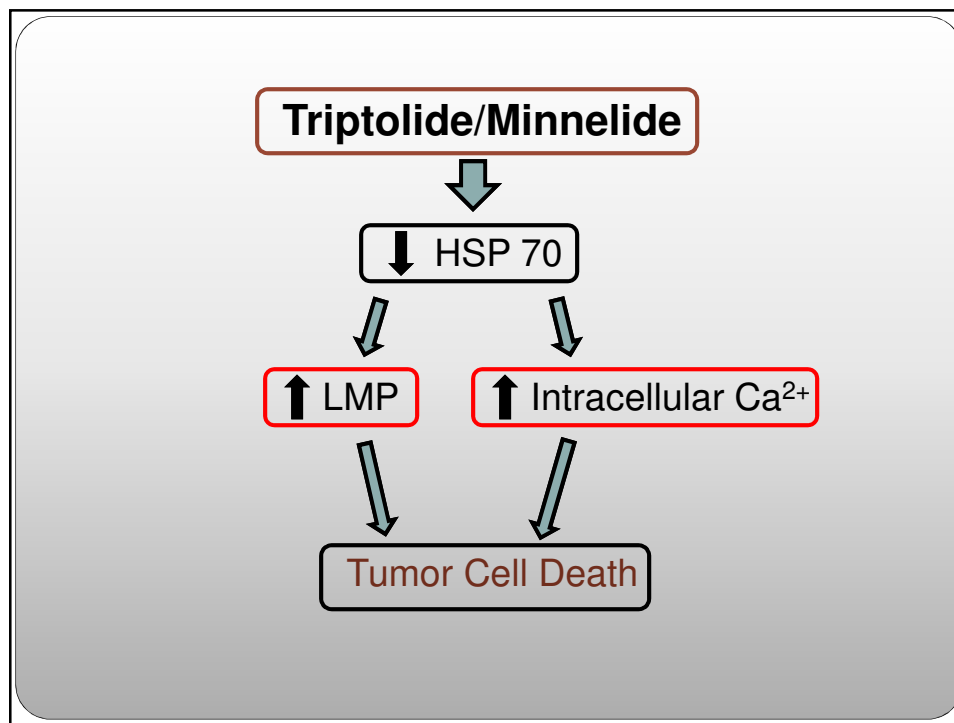 Triptolide/Minnelide
HSP 70
LMP
Intracellular Ca²⁺
Tumor Cell Death